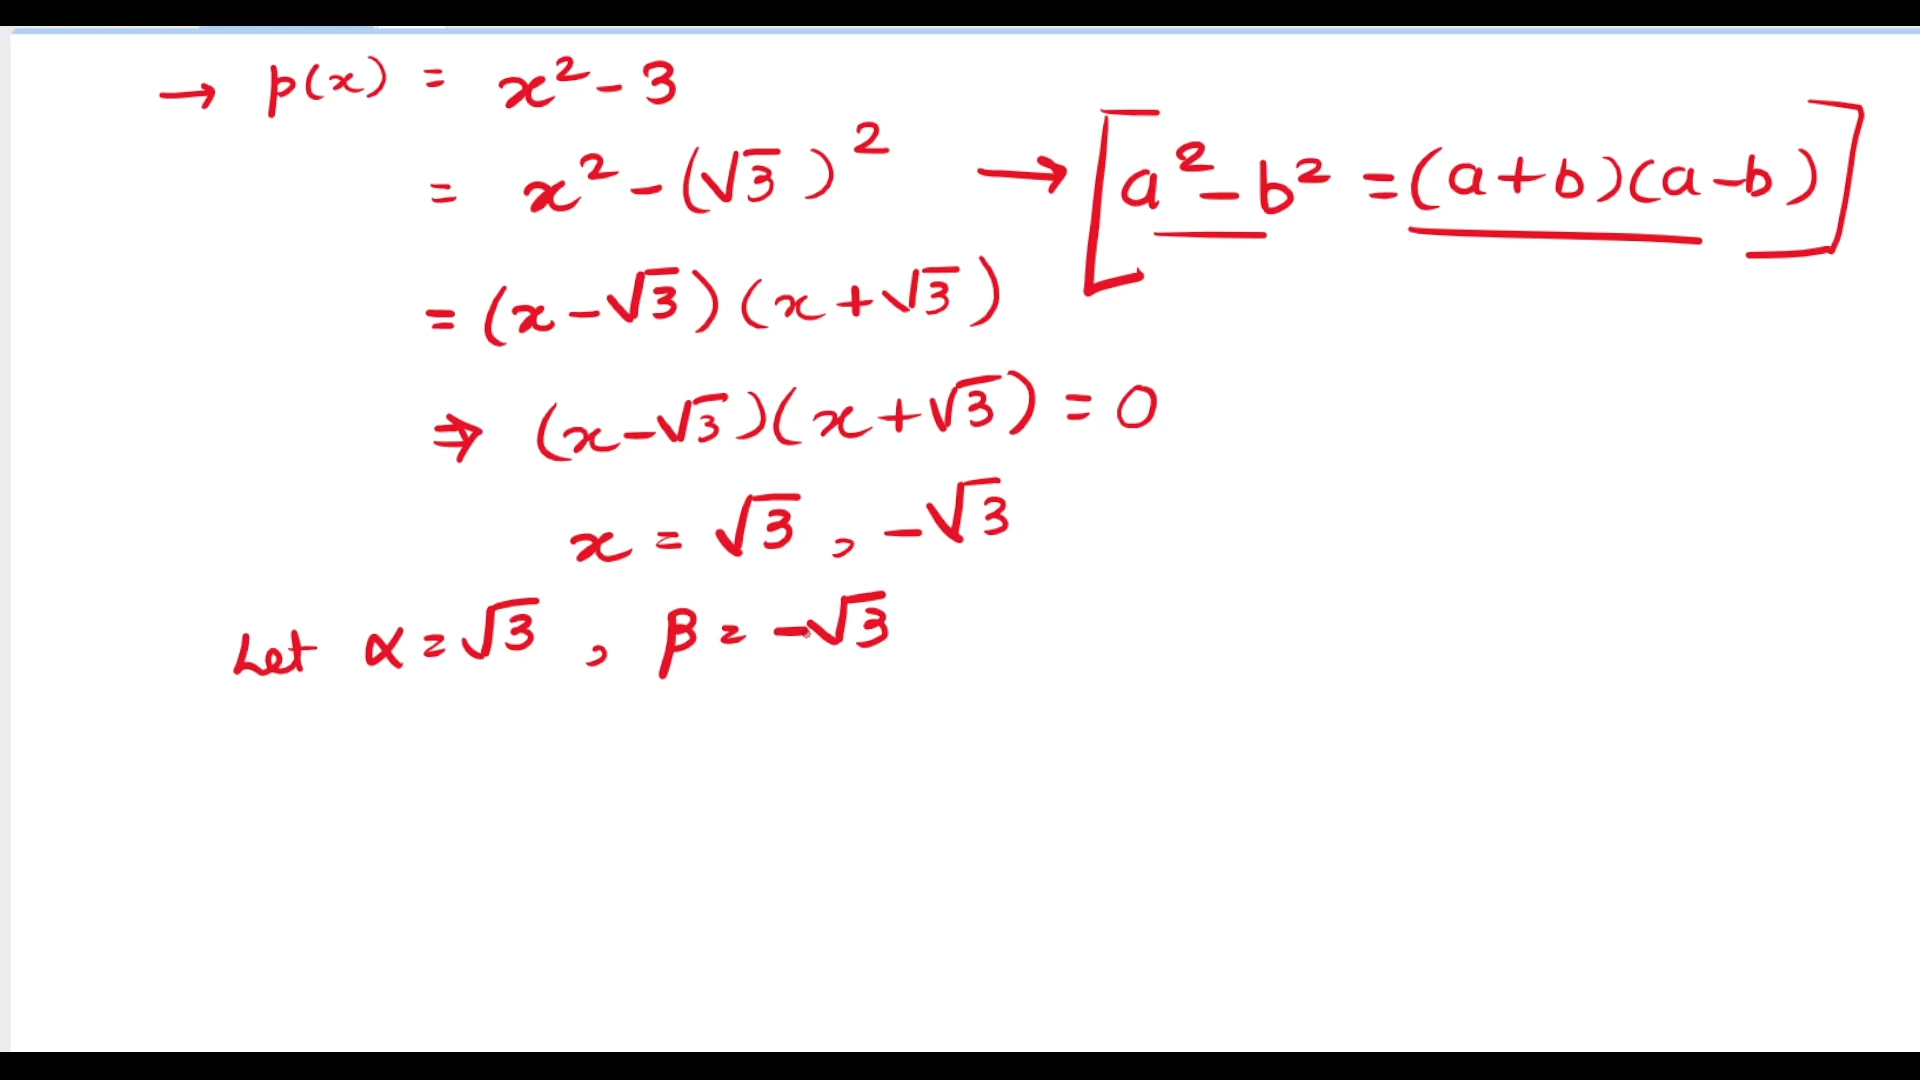 → p(x) = x² - 3
= x² - (√3)² → [a² - b² = (a + b)(a - b)]
= (x - √3)(x + √3)
⇒ (x - √3)(x + √3) = 0
x = √3 , -√3
Let α = √3 , β = -√3